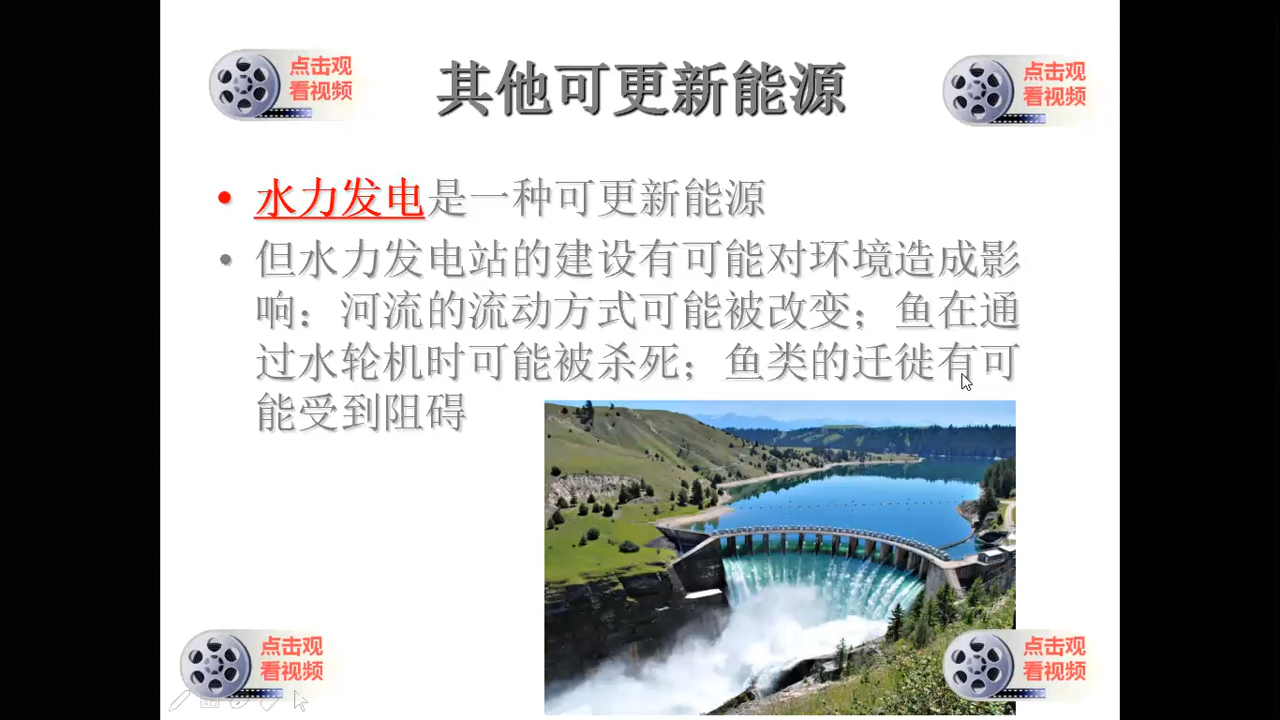 点击观
看视频
其他可更新能源
点击观
看视频
• 水力发电是一种可更新能源
• 但水力发电站的建设有可能对环境造成影
响：河流的流动方式可能被改变；鱼在通
过水轮机时可能被杀死；鱼类的迁徙有可
能受到阻碍
点击观
看视频
点击观
看视频